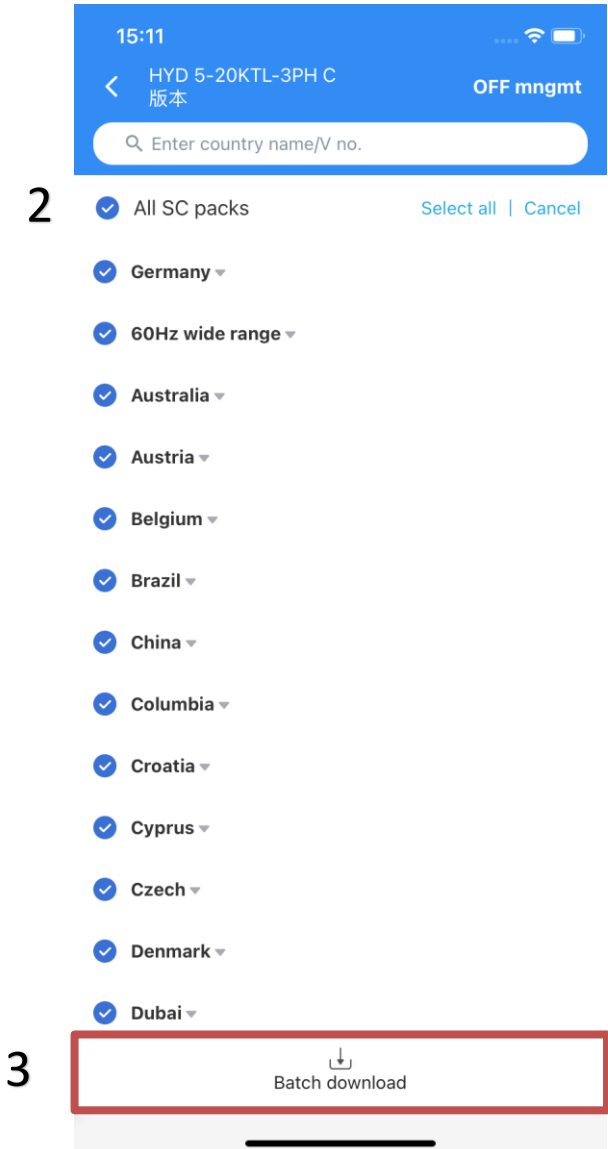 15:11
HYD 5-20KTL-3PH C
版本
OFF mngmt
Enter country name/V no.
2
All SC packs
Select all | Cancel
Germany
60Hz wide range
Australia
Austria
Belgium
Brazil
China
Columbia
Croatia
Cyprus
Czech
Denmark
Dubai
3
Batch download